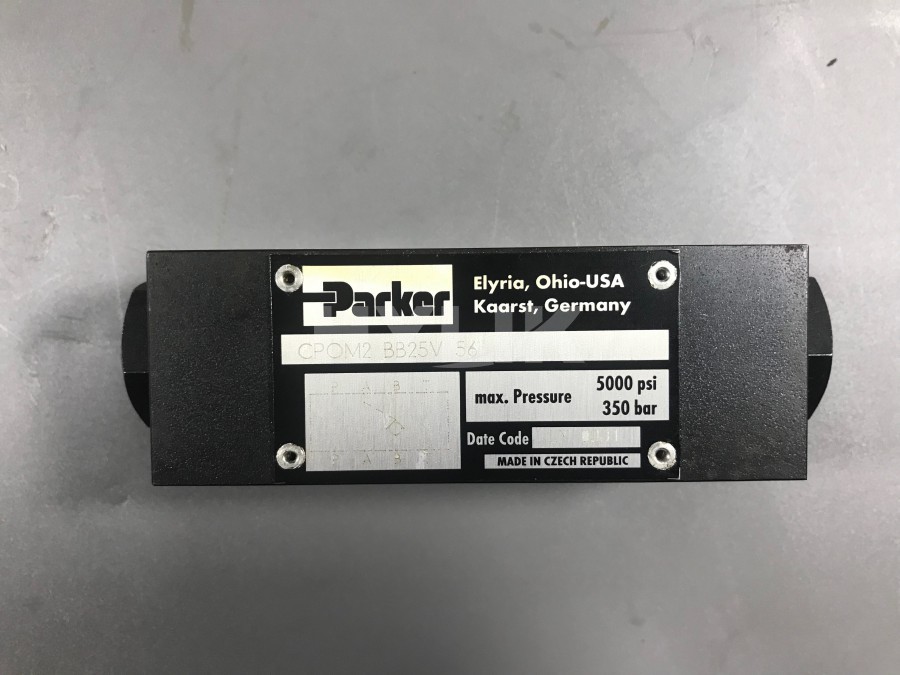 Parker
Elyria, Ohio-USA
Kaarst, Germany
CPOM2 BB25V 56
P A B T
max. Pressure 5000 psi
350 bar
P A B T
Date Code
MADE IN CZECH REPUBLIC